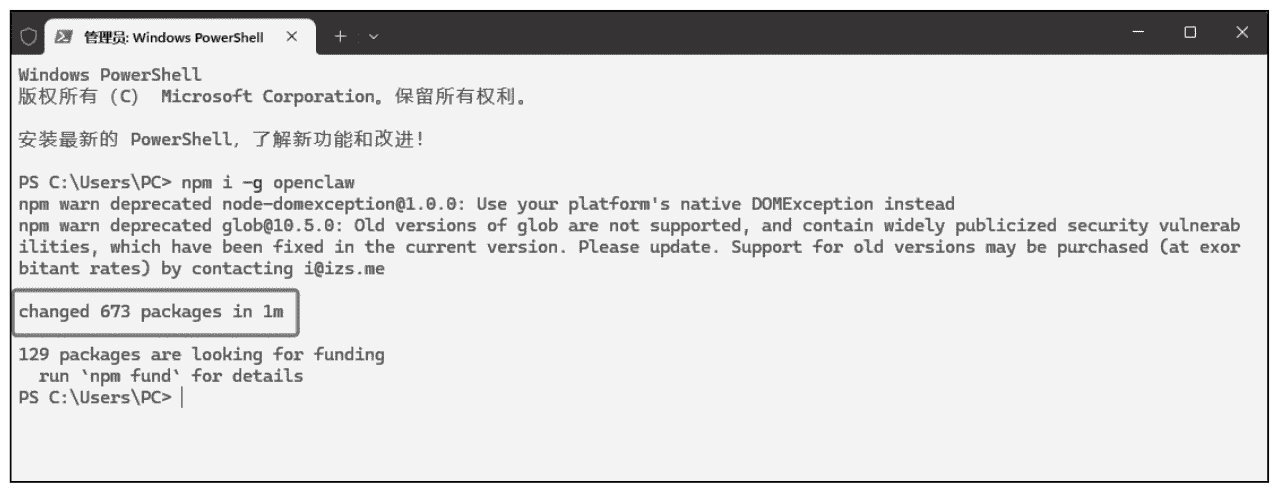 管理员: Windows PowerShell
Windows PowerShell
版权所有 (C)  Microsoft Corporation。保留所有权利。
安装最新的 PowerShell，了解新功能和改进！
PS C:\Users\PC> npm i -g openclaw
npm warn deprecated node-domexception@1.0.0: Use your platform's native DOMException instead
npm warn deprecated glob@10.5.0: Old versions of glob are not supported, and contain widely publicized security vulnerab
ilities, which have been fixed in the current version. Please update. Support for old versions may be purchased (at exor
bitant rates) by contacting i@izs.me
changed 673 packages in 1m
129 packages are looking for funding
  run `npm fund` for details
PS C:\Users\PC>